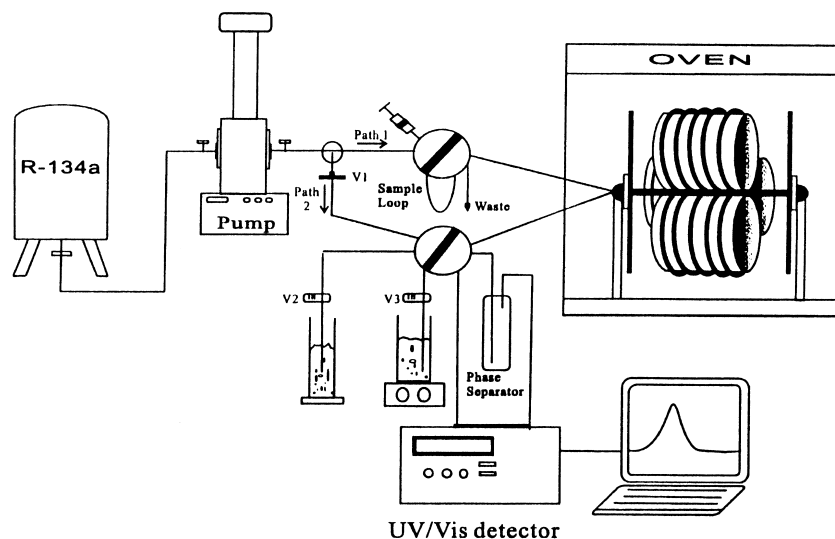 OVEN
R-134a
Pump
Path 1
V1
Path
2
Sample
Loop
Waste
V2
V3
Phase
Separator
UV/Vis detector